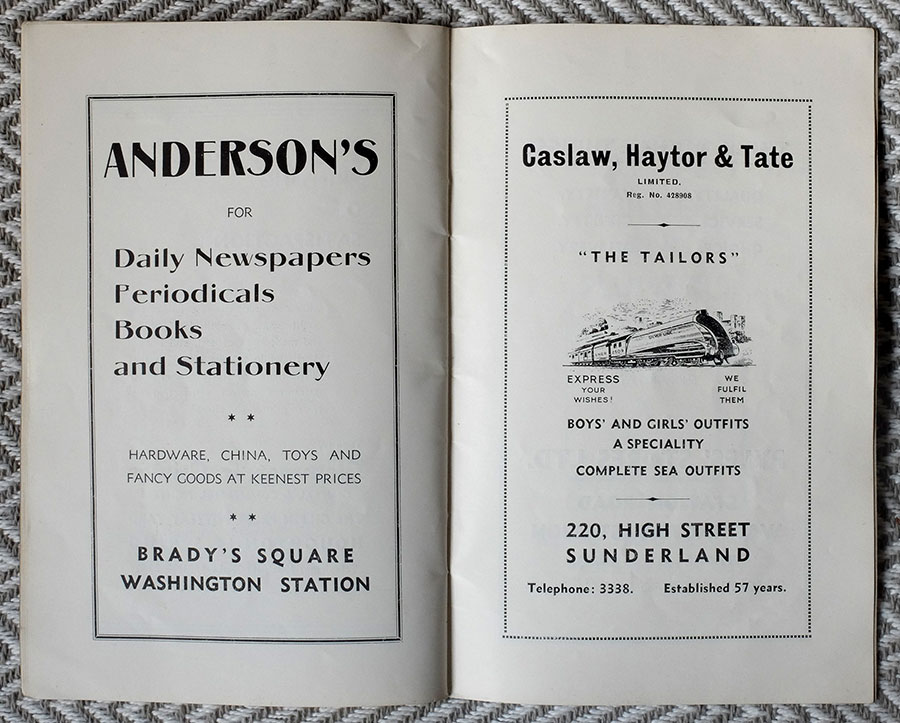 ANDERSON'S
FOR
Daily Newspapers
Periodicals
Books
and Stationery
* *
HARDWARE, CHINA, TOYS AND
FANCY GOODS AT KEENEST PRICES
* *
BRADY'S SQUARE
WASHINGTON STATION
Caslaw, Haytor & Tate
LIMITED.
Reg. No. 428908
"THE TAILORS"
EXPRESS
YOUR
WISHES!
WE
FULFIL
THEM
BOYS' AND GIRLS' OUTFITS
A SPECIALITY
COMPLETE SEA OUTFITS
220, HIGH STREET
SUNDERLAND
Telephone: 3338. Established 57 years.